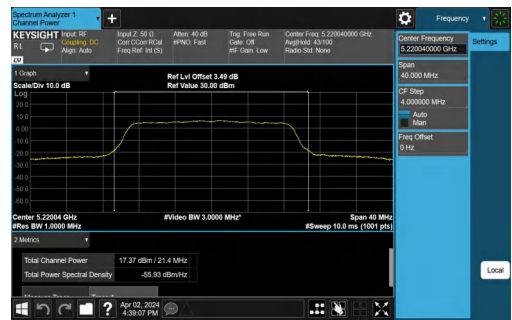 Spectrum Analyzer 1
Channel Power
Frequency
KEYSIGHT
Input: RF
Coupling: DC
Align: Auto
Input Z: 50 Ω
Corr CCorr RCal
Freq Ref: Int (S)
Atten: 40 dB
#PNO: Fast
Trig: Free Run
Gate: Off
#IF Gain: Low
Center Freq: 5.220040000 GHz
Avg|Hold: 43/100
Radio Std: None
R L
LV
Center Frequency
5.220040000 GHz
Settings
Span
40.000 MHz
CF Step
4.000000 MHz
Auto
Man
Freq Offset
0 Hz
Local
1 Graph
Scale/Div 10.0 dB
Ref Lvl Offset 3.49 dB
Ref Value 30.00 dBm
Log
20.0
10.0
0.00
-10.0
-20.0
-30.0
-40.0
-50.0
-60.0
Center 5.22004 GHz
#Res BW 1.0000 MHz
#Video BW 3.0000 MHz*
Span 40 MHz
#Sweep 10.0 ms (1001 pts)
2 Metrics
Total Channel Power 17.37 dBm / 21.4 MHz
Total Power Spectral Density -55.93 dBm/Hz
Apr 02, 2024
4:39:07 PM